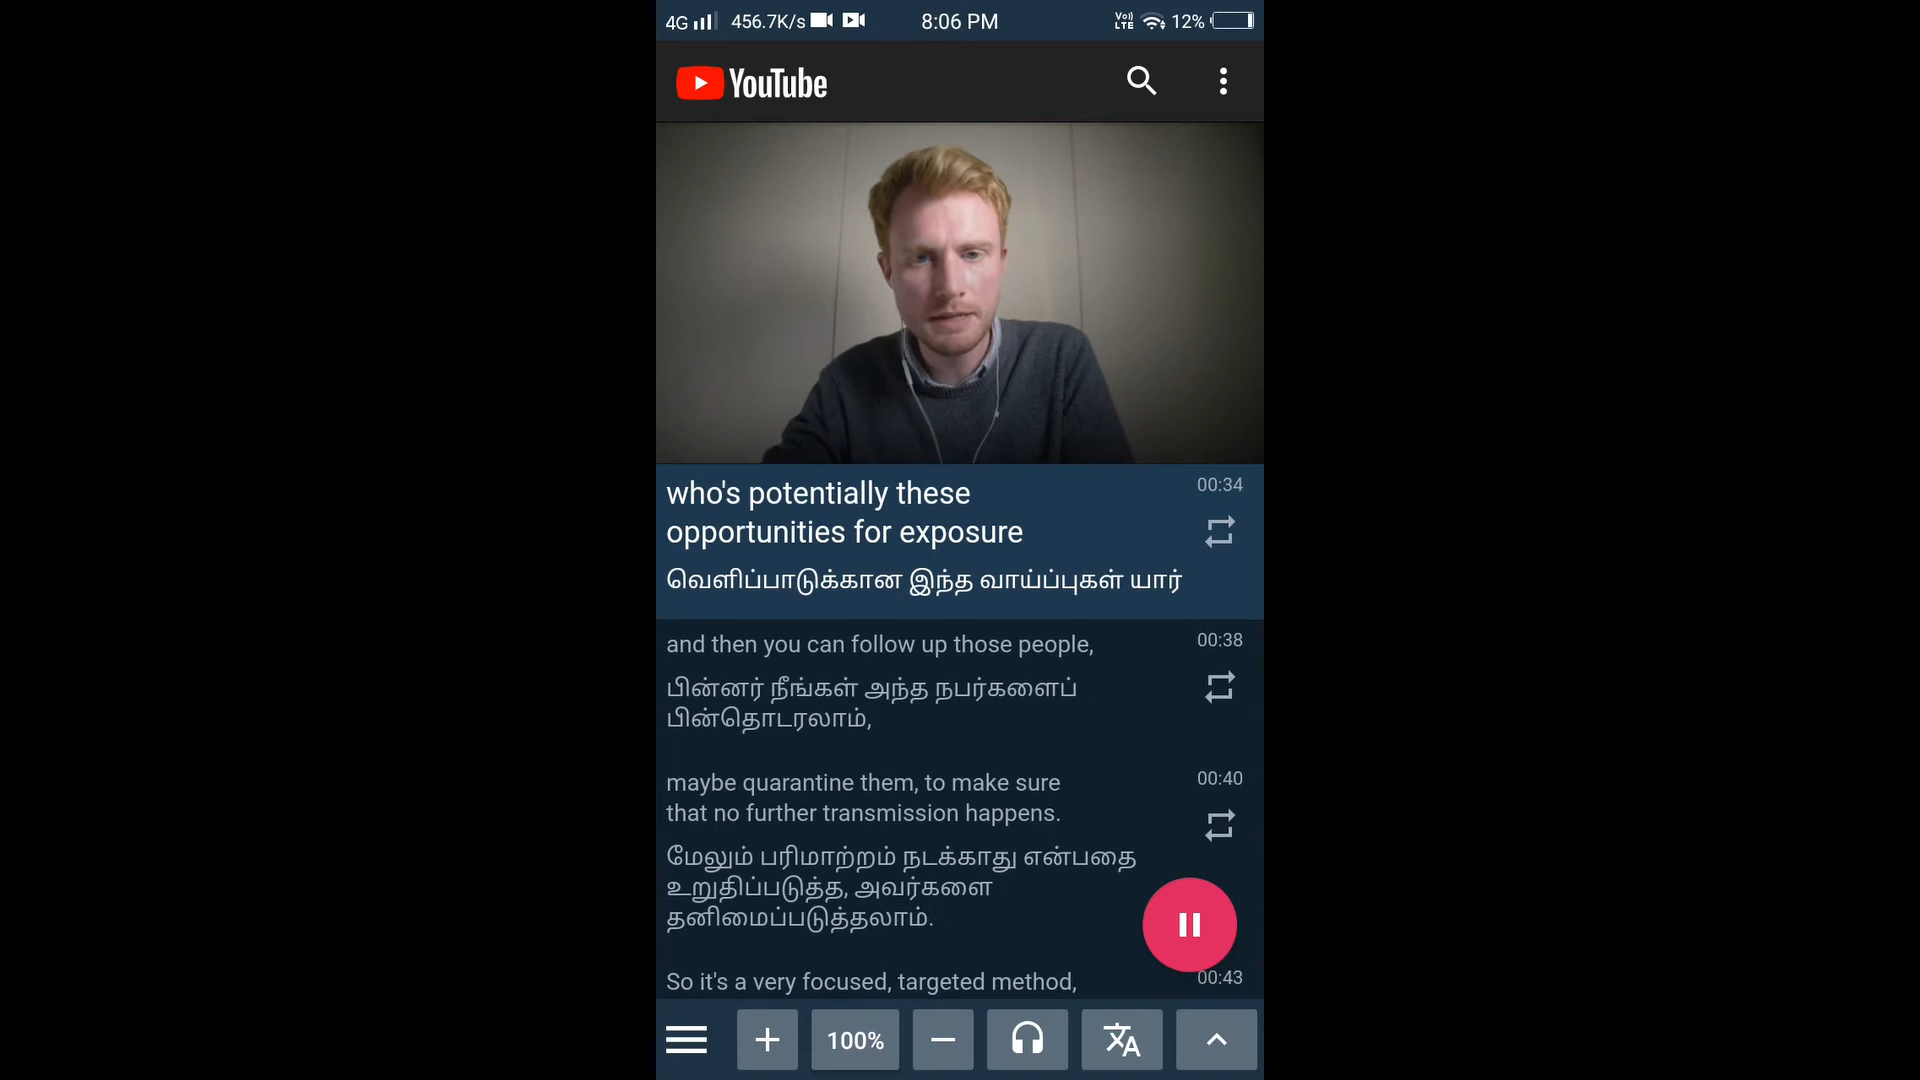 4G 456.7K/s 8:06 PM Vo)) LTE 12%
YouTube
who's potentially these 00:34
opportunities for exposure
வெளிப்பாடுக்கான இந்த வாய்ப்புகள் யார்
and then you can follow up those people, 00:38
பின்னர் நீங்கள் அந்த நபர்களைப்
பின்தொடரலாம்,
maybe quarantine them, to make sure 00:40
that no further transmission happens.
மேலும் பரிமாற்றம் நடக்காது என்பதை
உறுதிப்படுத்த, அவர்களை
தனிமைப்படுத்தலாம்.
So it's a very focused, targeted method, 00:43
100%